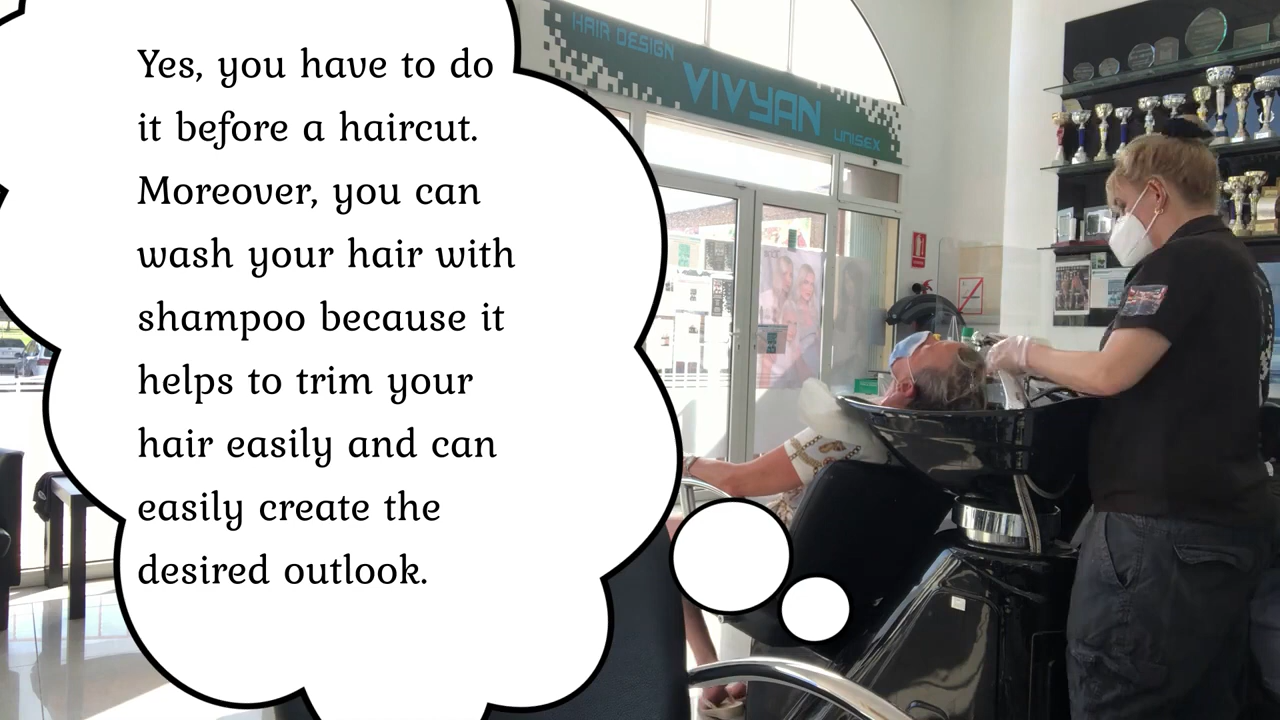 Yes, you have to do
it before a haircut.
Moreover, you can
wash your hair with
shampoo because it
helps to trim your
hair easily and can
easily create the
desired outlook.
HAIR DESIGN
VIVYAN
UNISEX